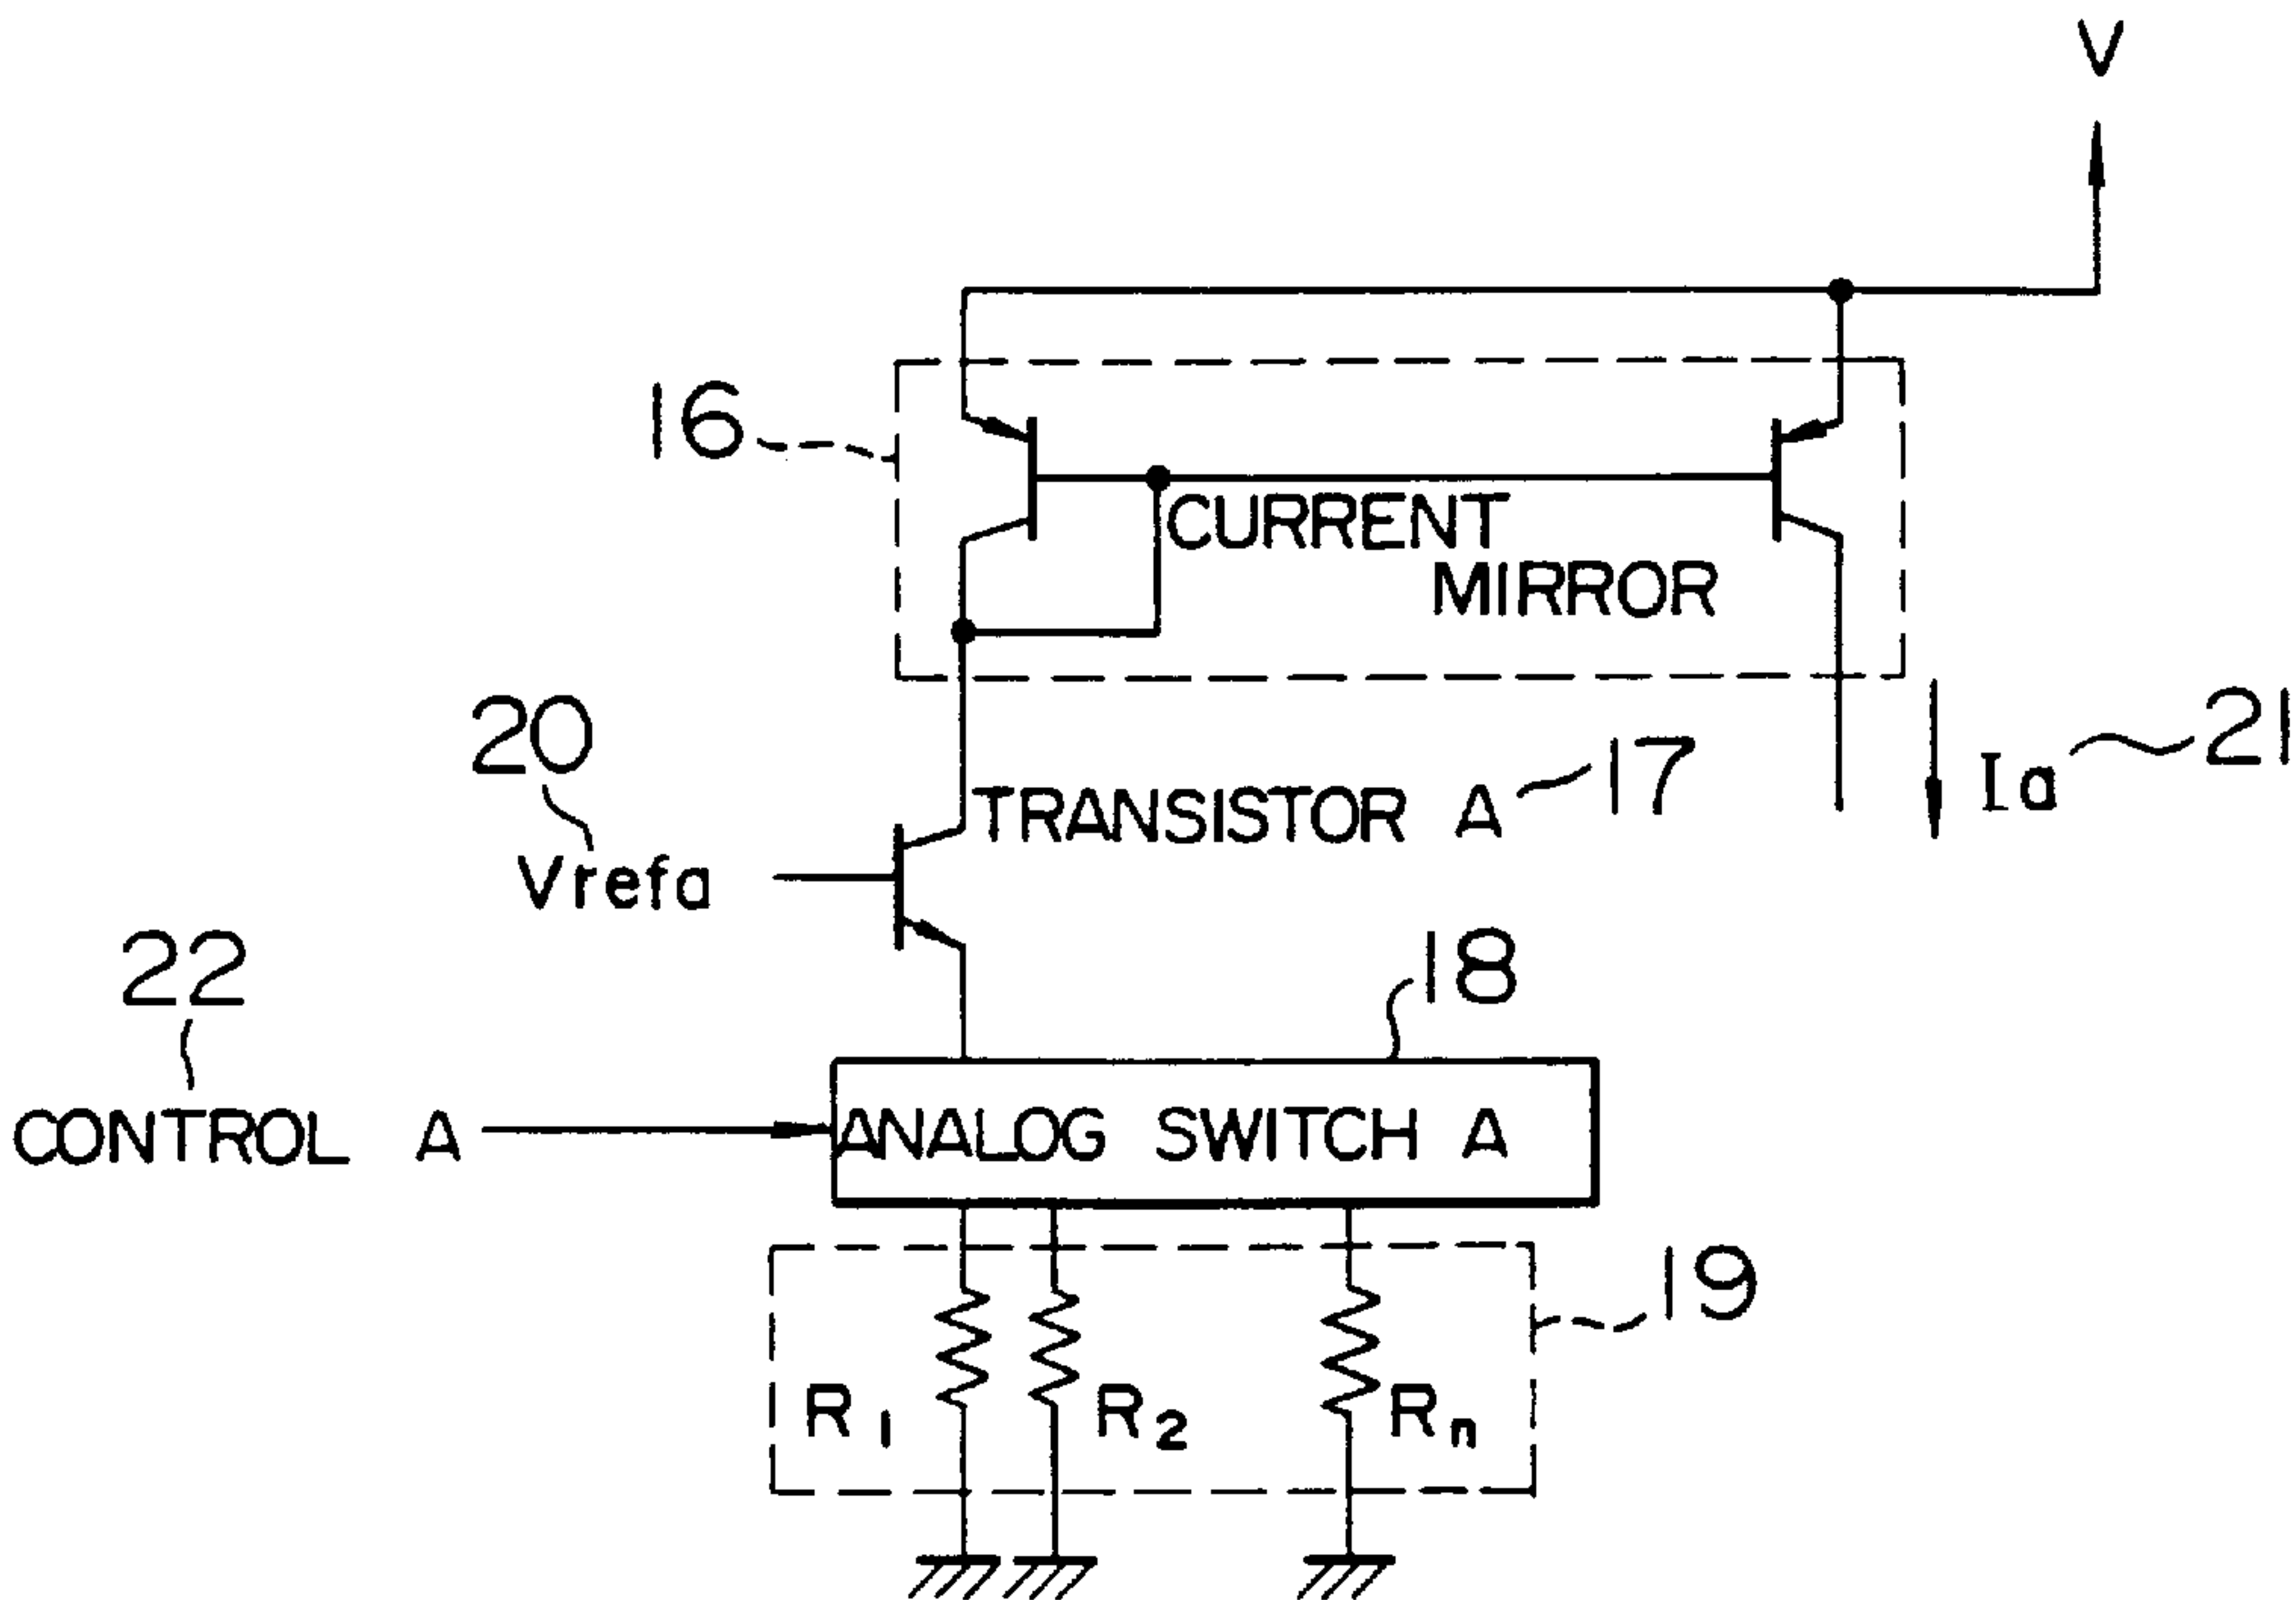 V
16
CURRENT
MIRROR
20
TRANSISTOR A
17
21
Ia
Vrefa
22
18
CONTROL A
ANALOG SWITCH A
19
R1
R2
Rn